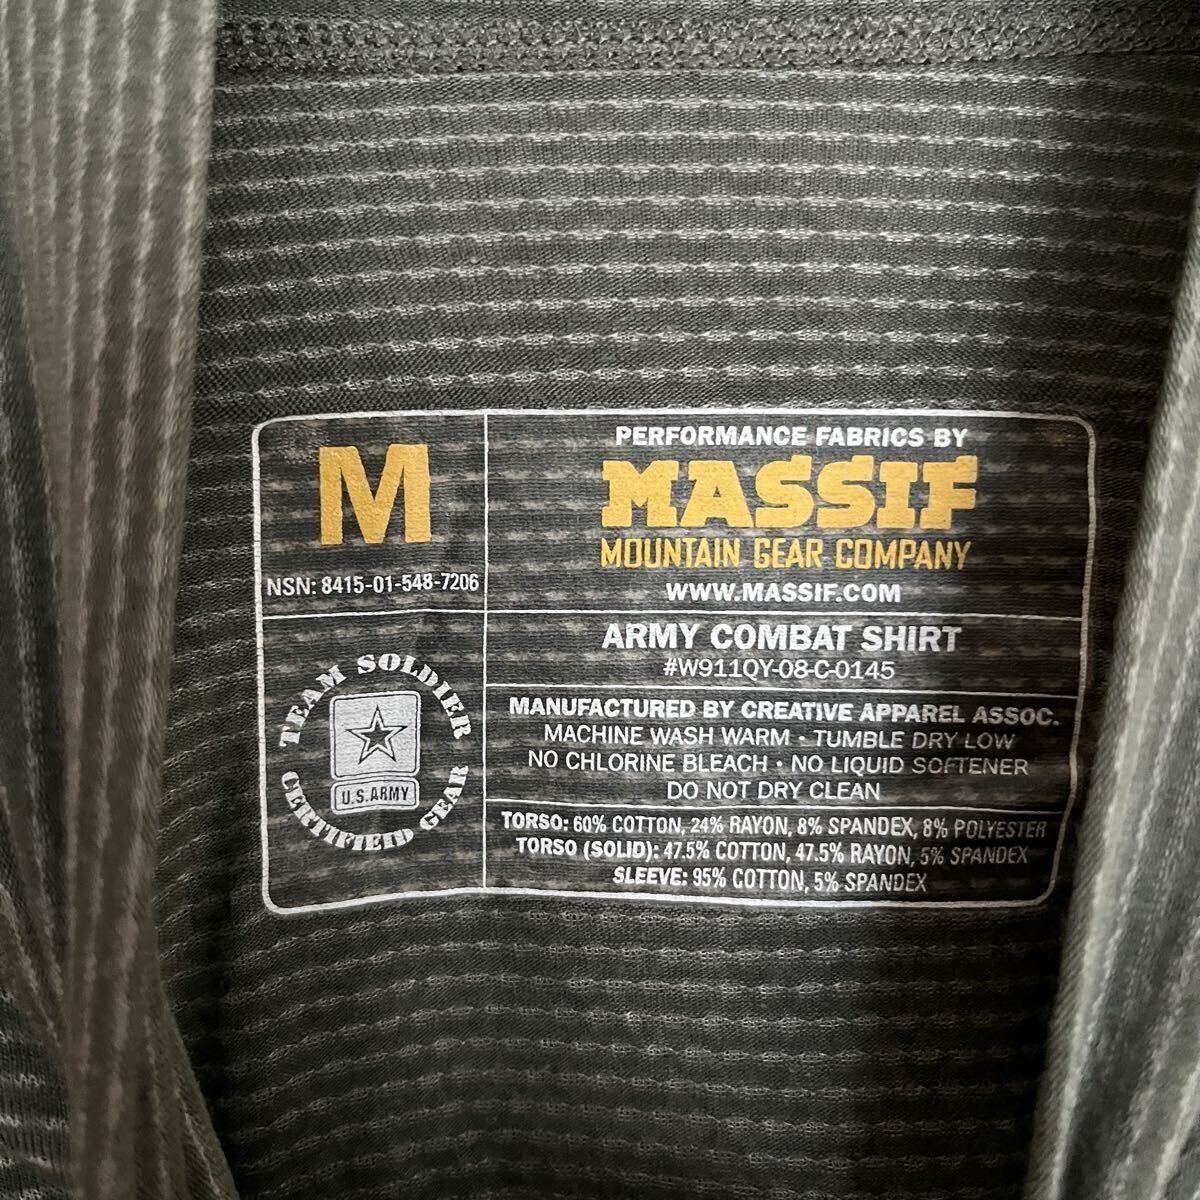 M
NSN: 8415-01-548-7206
TEAM SOLDIER
U.S.ARMY
CERTIFIED GEAR
PERFORMANCE FABRICS BY
MASSIF
MOUNTAIN GEAR COMPANY
WWW.MASSIF.COM
ARMY COMBAT SHIRT
#W911QY-08-C-0145
MANUFACTURED BY CREATIVE APPAREL ASSOC.
MACHINE WASH WARM • TUMBLE DRY LOW
NO CHLORINE BLEACH • NO LIQUID SOFTENER
DO NOT DRY CLEAN
TORSO: 60% COTTON, 24% RAYON, 8% SPANDEX, 8% POLYESTER
TORSO (SOLID): 47.5% COTTON, 47.5% RAYON, 5% SPANDEX
SLEEVE: 95% COTTON, 5% SPANDEX